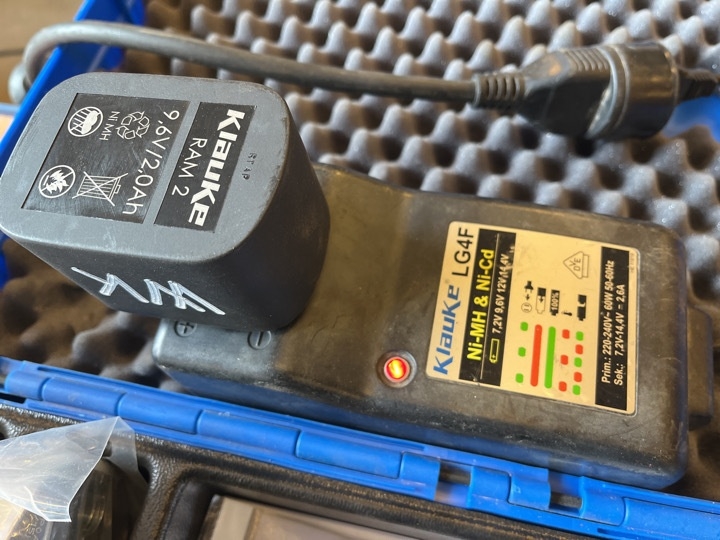 Klauke
RAM 2
9.6V/2.0Ah
Ni MH
Klauke LG4F
Ni-MH & Ni-Cd
7,2V 9,6V 12V 14,4V
100%
Prim.: 220-240V~ 60W 50-60Hz
Sek.: 7,2V-14,4V = 2,6A